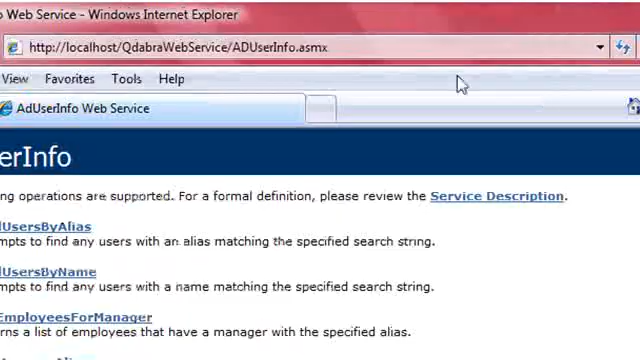 o Web Service - Windows Internet Explorer
http://localhost/QdabraWebService/ADUserInfo.asmx
View Favorites Tools Help
AdUserInfo Web Service
erInfo
ng operations are supported. For a formal definition, please review the Service Description.
dUsersByAlias
mpts to find any users with an alias matching the specified search string.
dUsersByName
mpts to find any users with a name matching the specified search string.
EmployeesForManager
rns a list of employees that have a manager with the specified alias.